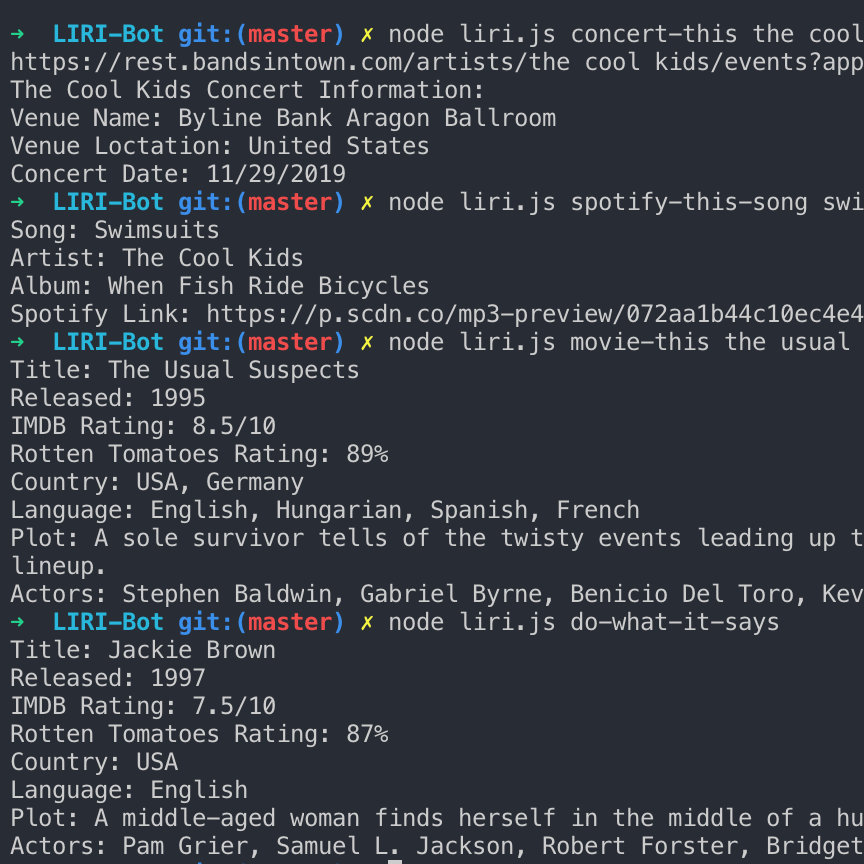 ➜  LIRI-Bot git:(master) ✗ node liri.js concert-this the cool
https://rest.bandsintown.com/artists/the cool kids/events?app
The Cool Kids Concert Information:
Venue Name: Byline Bank Aragon Ballroom
Venue Loctation: United States
Concert Date: 11/29/2019
➜  LIRI-Bot git:(master) ✗ node liri.js spotify-this-song swi
Song: Swimsuits
Artist: The Cool Kids
Album: When Fish Ride Bicycles
Spotify Link: https://p.scdn.co/mp3-preview/072aa1b44c10ec4e4
➜  LIRI-Bot git:(master) ✗ node liri.js movie-this the usual
Title: The Usual Suspects
Released: 1995
IMDB Rating: 8.5/10
Rotten Tomatoes Rating: 89%
Country: USA, Germany
Language: English, Hungarian, Spanish, French
Plot: A sole survivor tells of the twisty events leading up t
lineup.
Actors: Stephen Baldwin, Gabriel Byrne, Benicio Del Toro, Kev
➜  LIRI-Bot git:(master) ✗ node liri.js do-what-it-says
Title: Jackie Brown
Released: 1997
IMDB Rating: 7.5/10
Rotten Tomatoes Rating: 87%
Country: USA
Language: English
Plot: A middle-aged woman finds herself in the middle of a hu
Actors: Pam Grier, Samuel L. Jackson, Robert Forster, Bridget